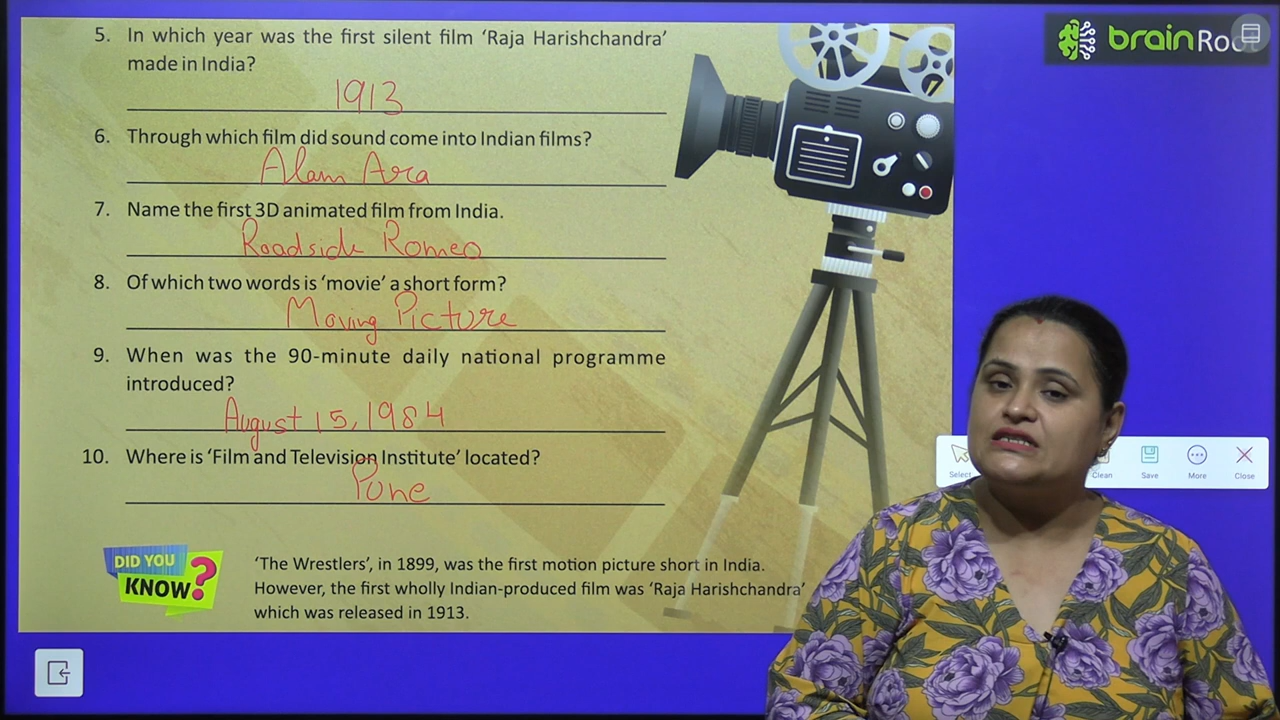 5. In which year was the first silent film ‘Raja Harishchandra’
made in India?
1913
6. Through which film did sound come into Indian films?
Alam Ara
7. Name the first 3D animated film from India.
Roadside Romeo
8. Of which two words is ‘movie’ a short form?
Moving Picture
9. When was the 90-minute daily national programme
introduced?
August 15, 1984
10. Where is ‘Film and Television Institute’ located?
Pune
DID YOU
KNOW?
‘The Wrestlers’, in 1899, was the first motion picture short in India.
However, the first wholly Indian-produced film was ‘Raja Harishchandra’
which was released in 1913.
brain
Select
Clean
Save
More
Close